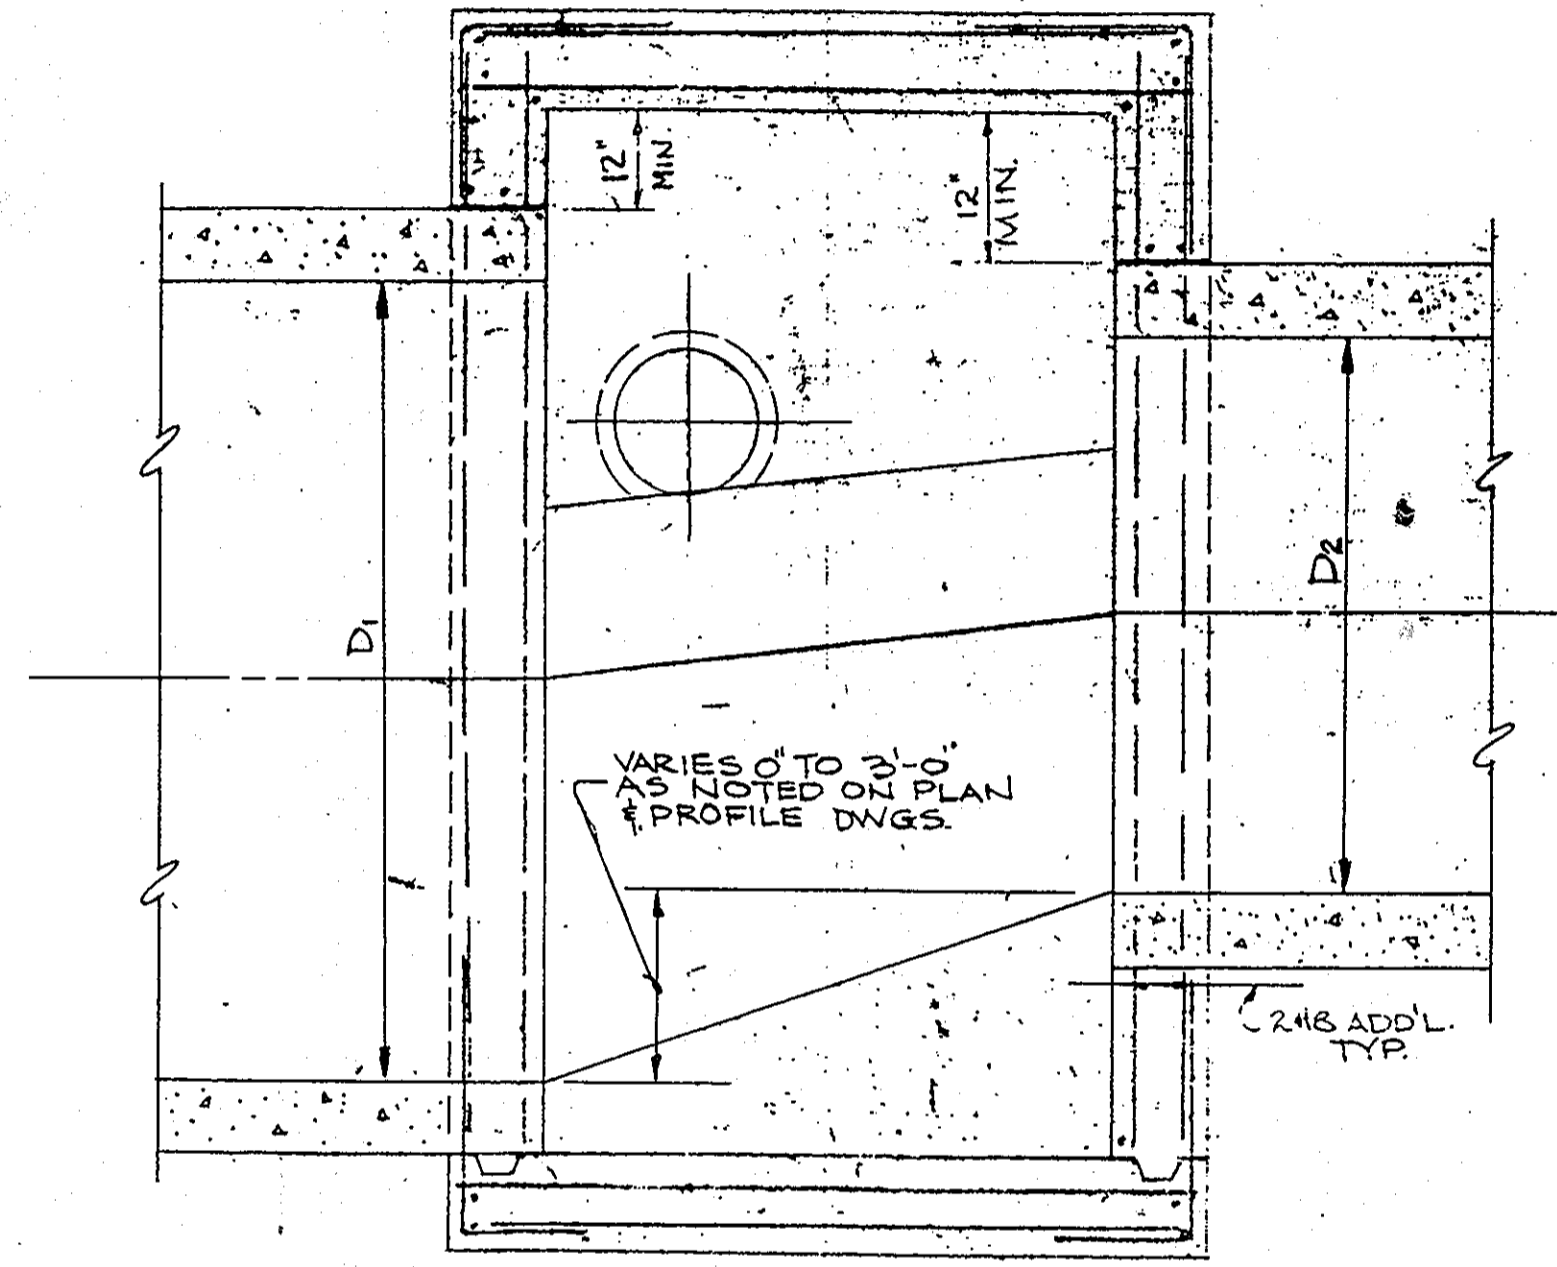 12"
MIN.
12"
MIN.
D1
D2
VARIES 0" TO 3'-0"
AS NOTED ON PLAN
& PROFILE DWGS.
2#8 ADD'L.
TYP.